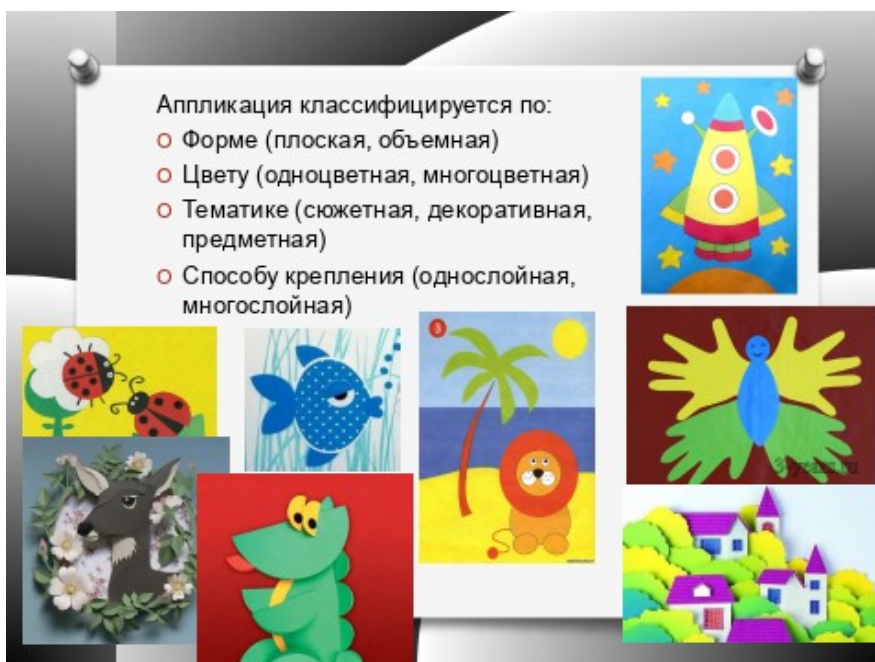 Аппликация классифицируется по:
Форме (плоская, объемная)
Цвету (одноцветная, многоцветная)
Тематике (сюжетная, декоративная,
предметная)
Способу крепления (однослойная,
многослойная)